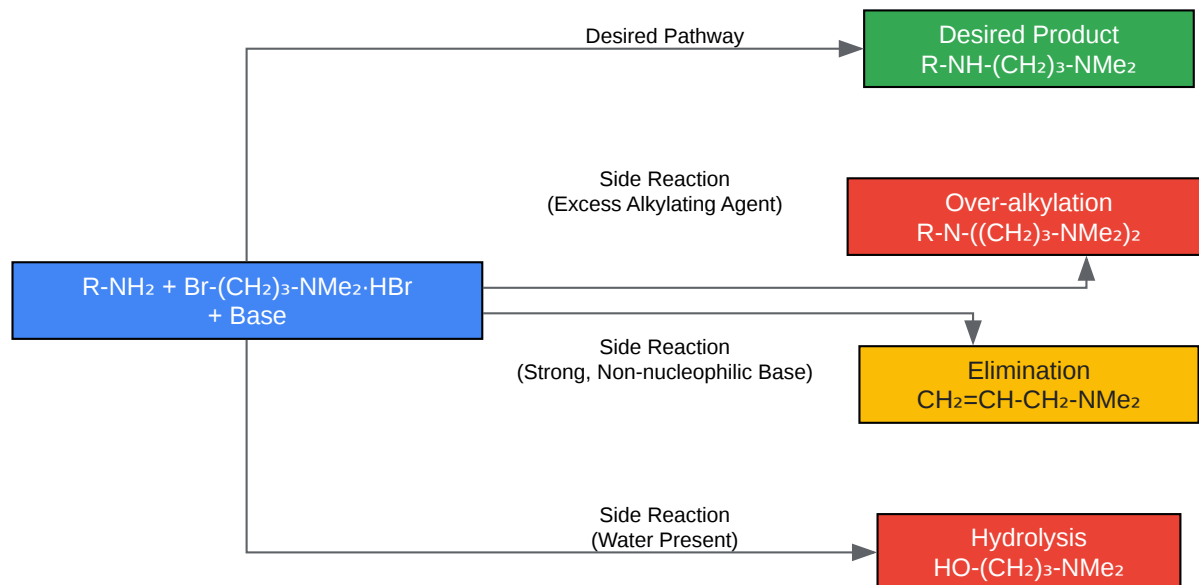 Desired Pathway
Desired Product
R-NH-(CH₂)₃-NMe₂
Side Reaction
(Excess Alkylating Agent)
Over-alkylation
R-N-((CH₂)₃-NMe₂)₂
R-NH₂ + Br-(CH₂)₃-NMe₂·HBr
+ Base
Side Reaction
(Strong, Non-nucleophilic Base)
Elimination
CH₂=CH-CH₂-NMe₂
Side Reaction
(Water Present)
Hydrolysis
HO-(CH₂)₃-NMe₂